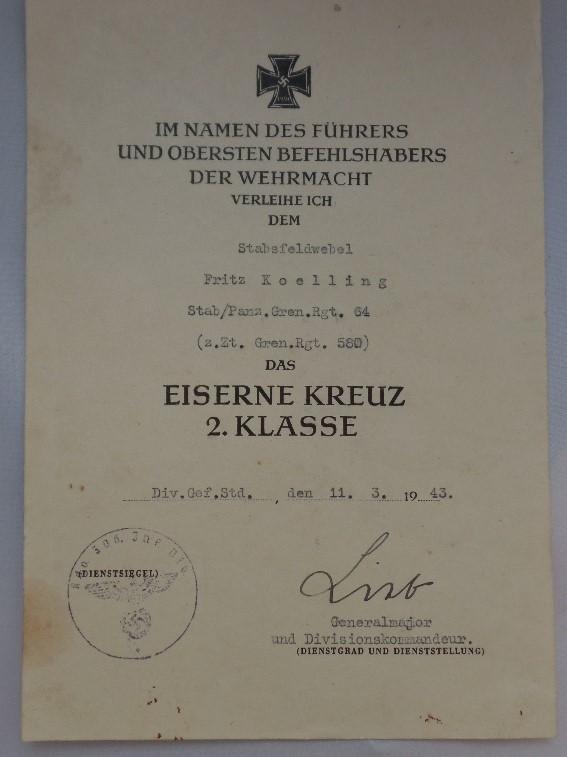 IM NAMEN DES FÜHRERS
UND OBERSTEN BEFEHLSHABERS
DER WEHRMACHT
VERLEIHE ICH
DEM
Stabsfeldwebel
Fritz K o e l l i n g
Stab/Panz.Gren.Rgt. 64
(z.Zt. Gren.Rgt. 580)
DAS
EISERNE KREUZ
2. KLASSE
Div.Gef.Std. , den 11. 3. 19 43.
Inf
(DIENSTSIEGEL)
Generalmajor
und Divisionskommandeur.
(DIENSTGRAD UND DIENSTSTELLUNG)